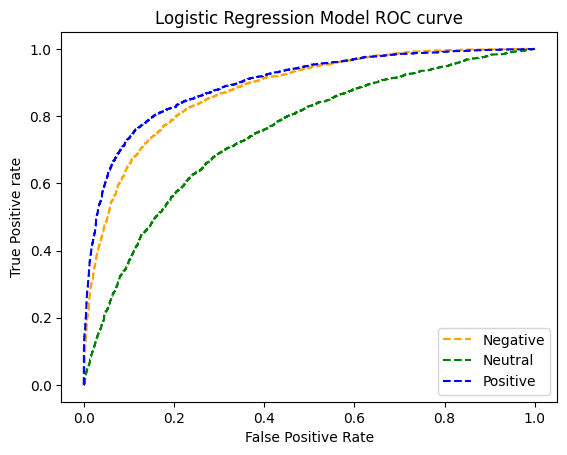 Logistic Regression Model ROC curve
True Positive rate
1.0
0.8
0.6
0.4
0.2
0.0
Negative
Neutral
Positive
0.0 0.2 0.4 0.6 0.8 1.0
False Positive Rate